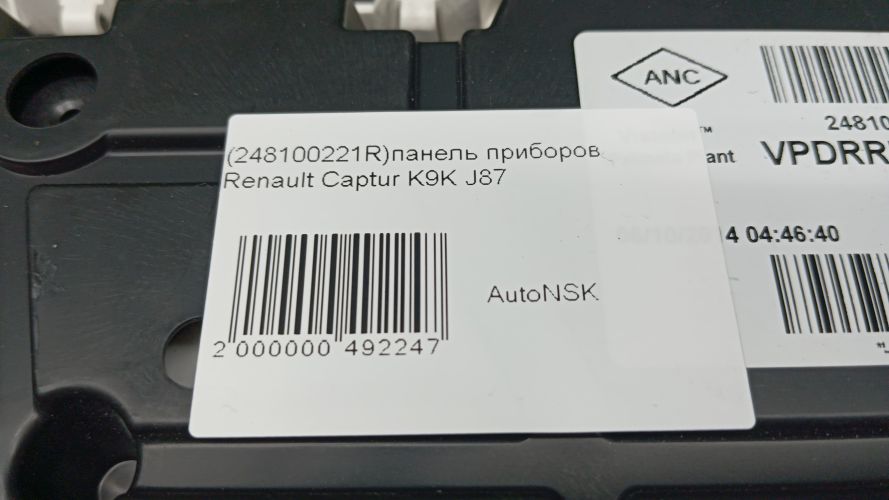 ANC
24810
VPDRR
4 04:46:40
(248100221R)панель приборов
Renault Captur K9K J87
AutoNSK
2 000000 492247